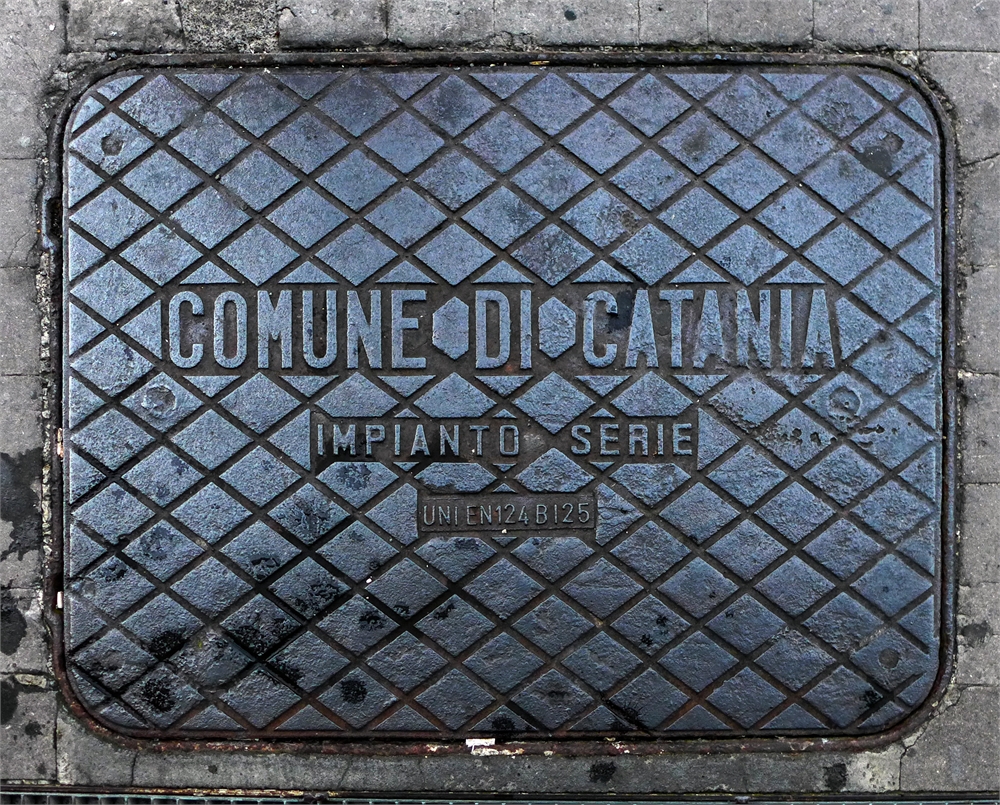 COMUNE DI CATANIA
IMPIANTO SERIE
UNI EN124 B125